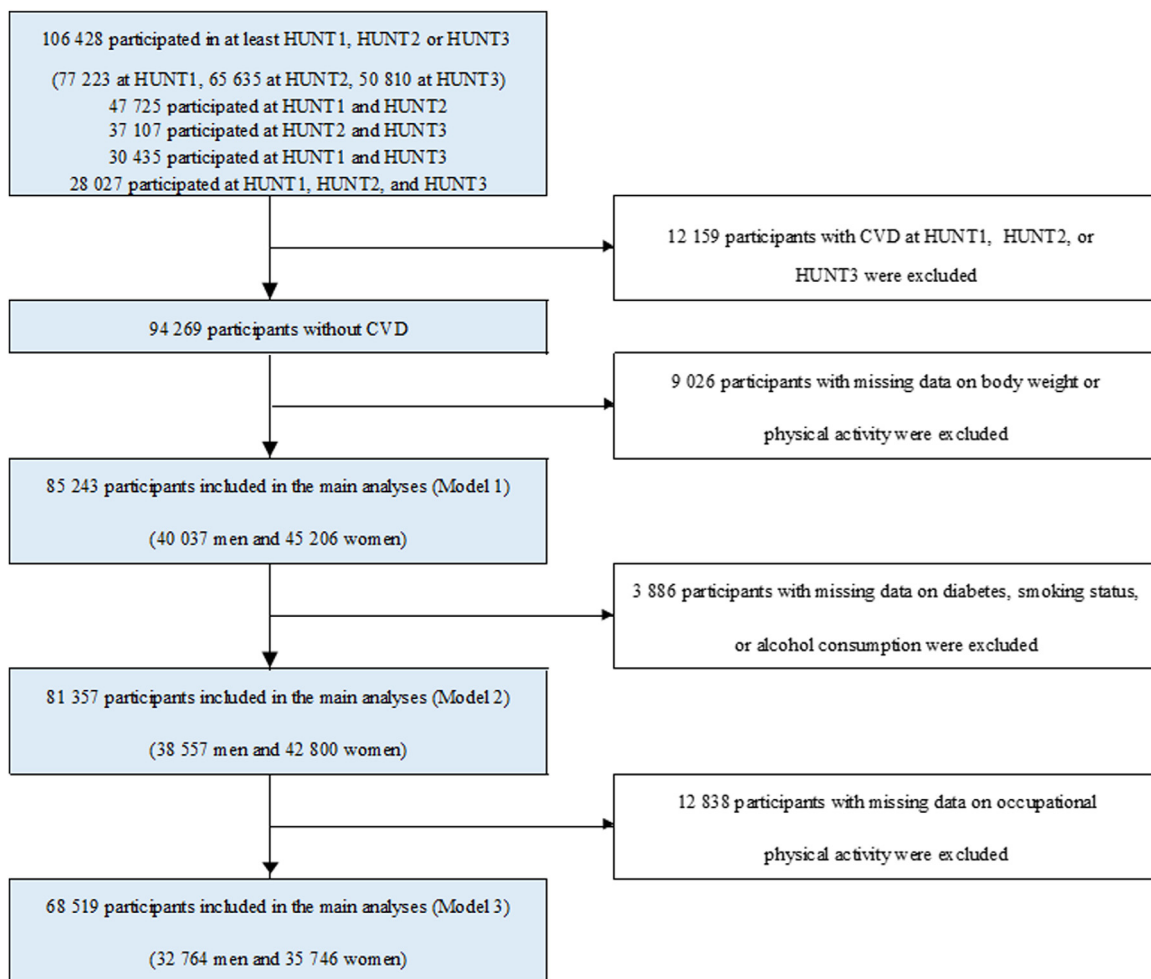 106 428 participated in at least HUNT1, HUNT2 or HUNT3
(77 223 at HUNT1, 65 635 at HUNT2, 50 810 at HUNT3)
47 725 participated at HUNT1 and HUNT2
37 107 participated at HUNT2 and HUNT3
30 435 participated at HUNT1 and HUNT3
28 027 participated at HUNT1, HUNT2, and HUNT3
12 159 participants with CVD at HUNT1, HUNT2, or
HUNT3 were excluded
94 269 participants without CVD
9 026 participants with missing data on body weight or
physical activity were excluded
85 243 participants included in the main analyses (Model 1)
(40 037 men and 45 206 women)
3 886 participants with missing data on diabetes, smoking status,
or alcohol consumption were excluded
81 357 participants included in the main analyses (Model 2)
(38 557 men and 42 800 women)
12 838 participants with missing data on occupational
physical activity were excluded
68 519 participants included in the main analyses (Model 3)
(32 764 men and 35 746 women)